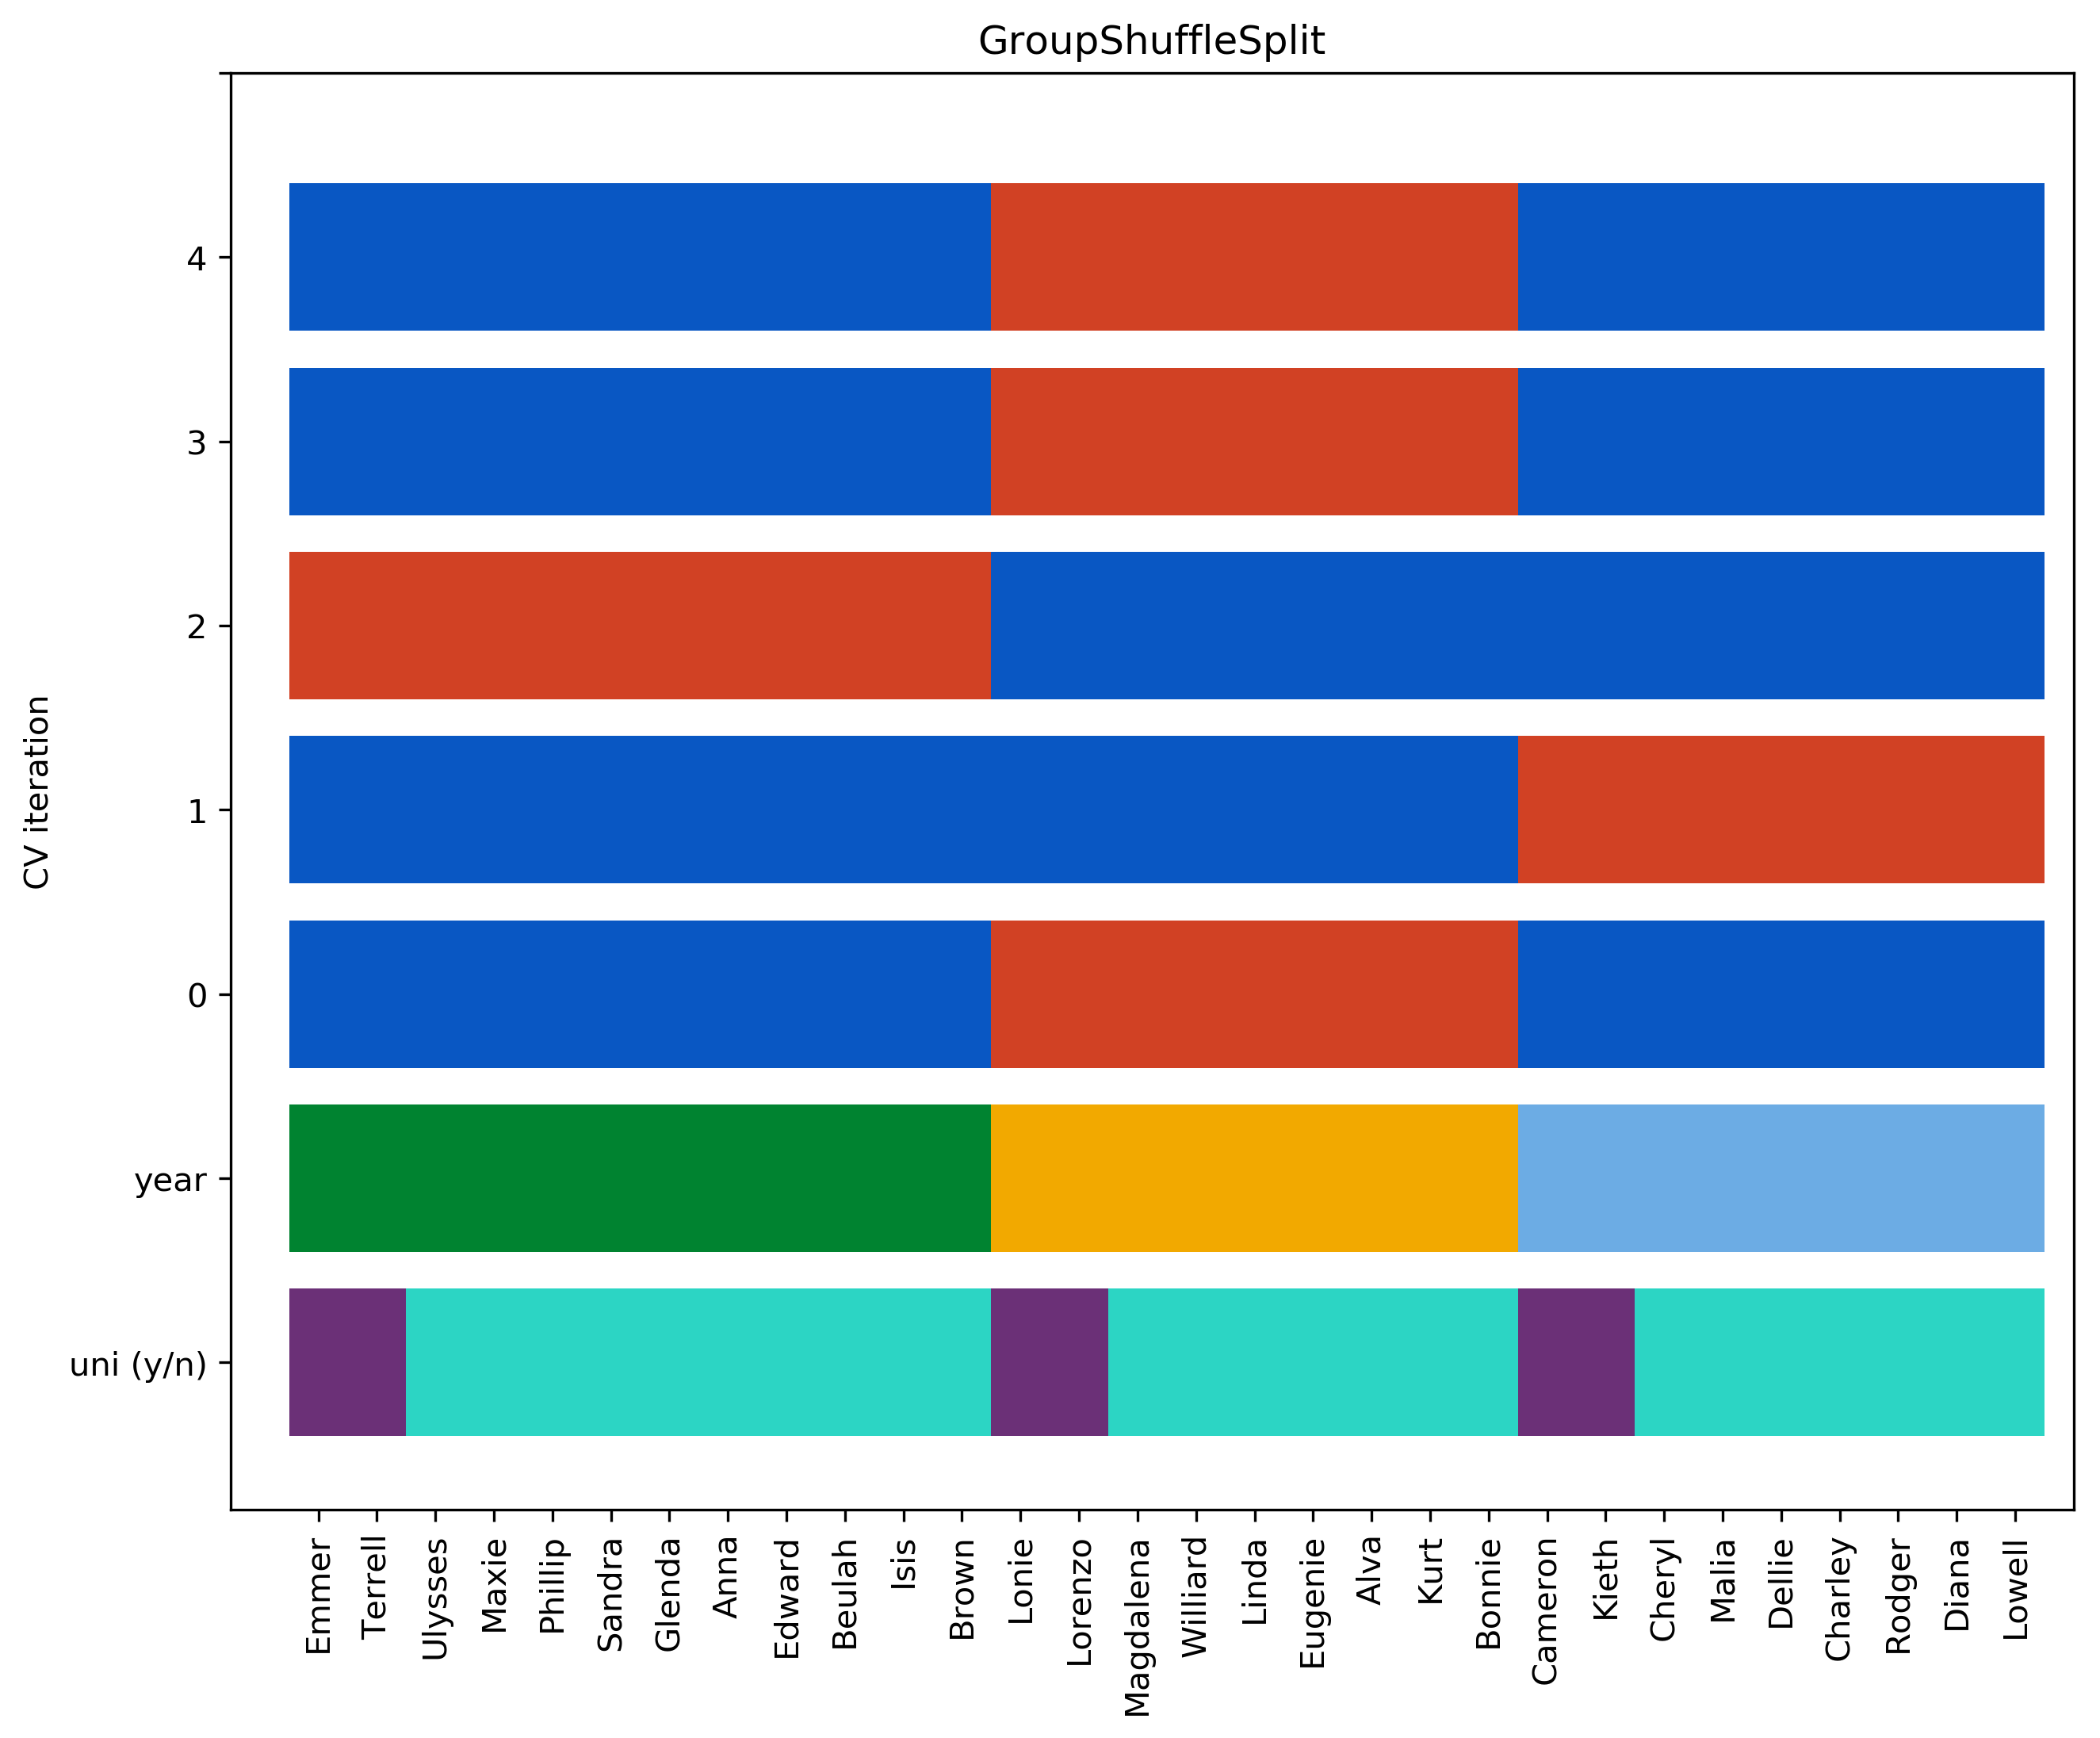 GroupShuffleSplit
CV iteration
4
3
2
1
0
year
uni (y/n)
Emmer
Terrell
Ulysses
Maxie
Phillip
Sandra
Glenda
Anna
Edward
Beulah
Isis
Brown
Lonie
Lorenzo
Magdalena
Williard
Linda
Eugenie
Alva
Kurt
Bonnie
Cameron
Kieth
Cheryl
Malia
Dellie
Charley
Rodger
Diana
Lowell